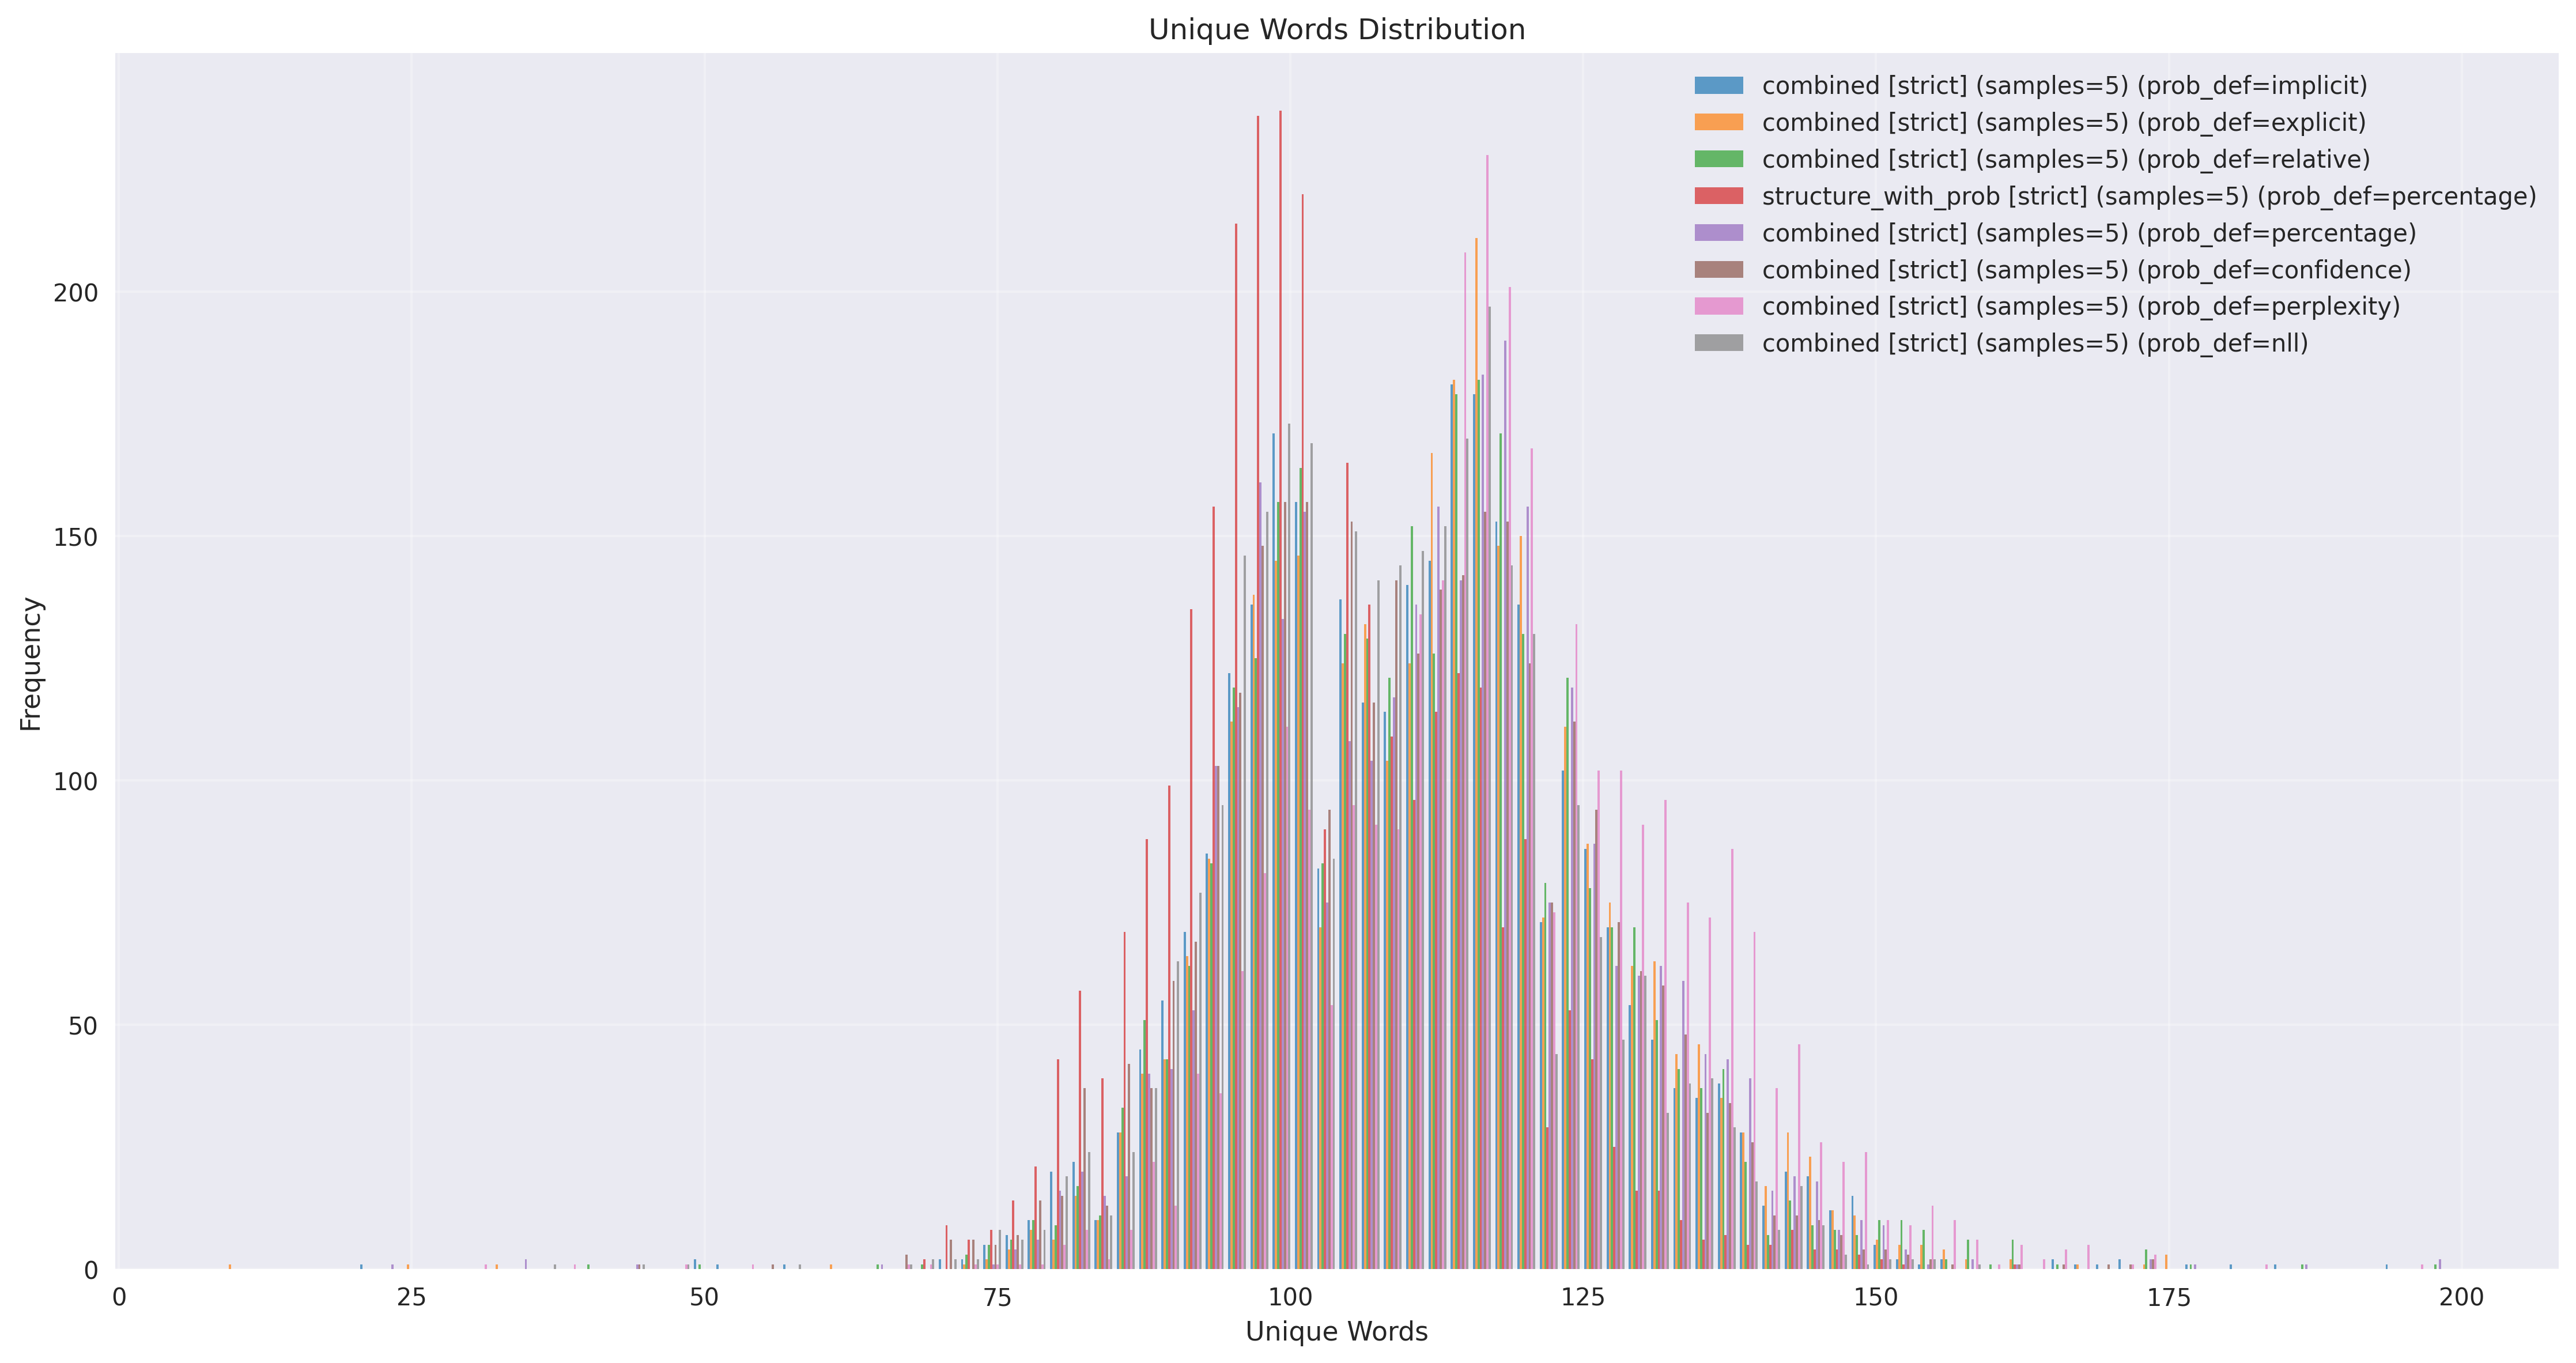 Unique Words Distribution
combined [strict] (samples=5) (prob_def=implicit)
combined [strict] (samples=5) (prob_def=explicit)
combined [strict] (samples=5) (prob_def=relative)
structure_with_prob [strict] (samples=5) (prob_def=percentage)
combined [strict] (samples=5) (prob_def=percentage)
combined [strict] (samples=5) (prob_def=confidence)
combined [strict] (samples=5) (prob_def=perplexity)
combined [strict] (samples=5) (prob_def=nll)
Frequency
200
150
100
50
0
0 25 50 75 100 125 150 175 200
Unique Words